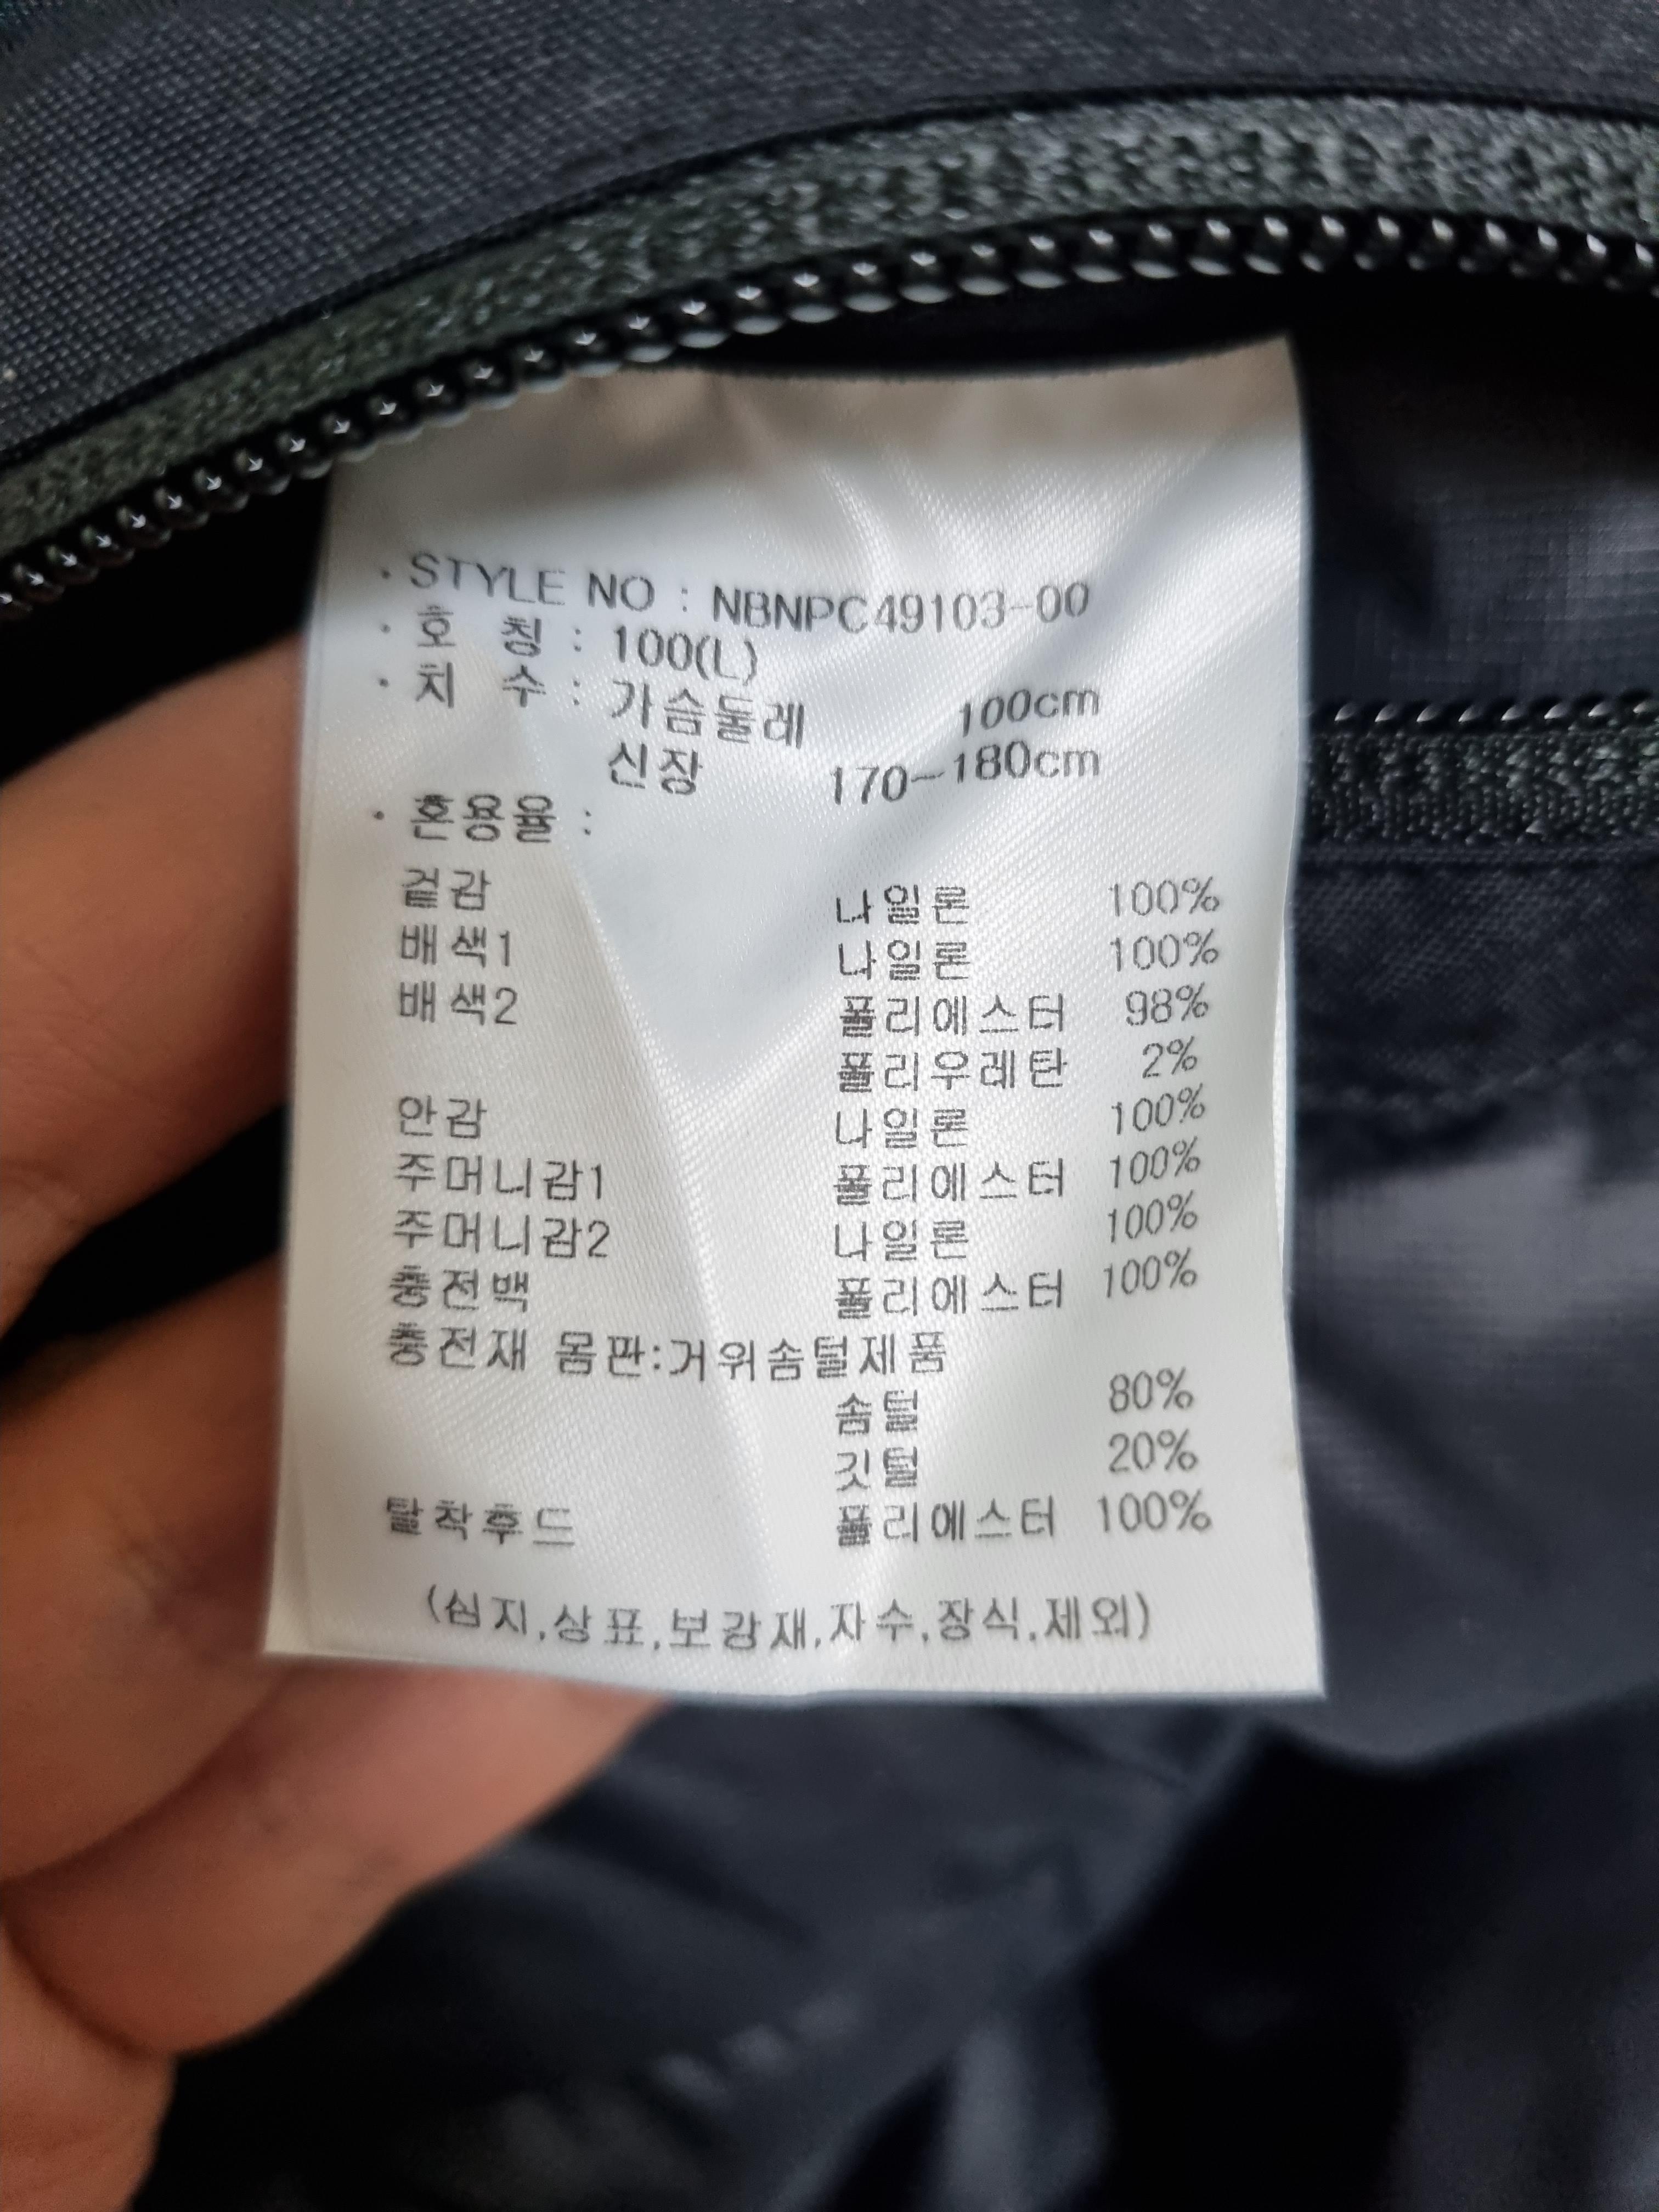 · STYLE NO : NBNPC49103-00
· 호 칭 : 100(L)
· 치 수 : 가슴둘레 100cm
신장 170-180cm
· 혼용율 :
겉감 나일론 100%
배색1 나일론 100%
배색2 폴리에스터 98%
폴리우레탄 2%
안감 나일론 100%
주머니감1 폴리에스터 100%
주머니감2 나일론 100%
충전백 폴리에스터 100%
충전재 몸판:거위솜털제품
솜털 80%
깃털 20%
탈착후드 폴리에스터 100%
(심지,상표,보강재,자수,장식,제외)